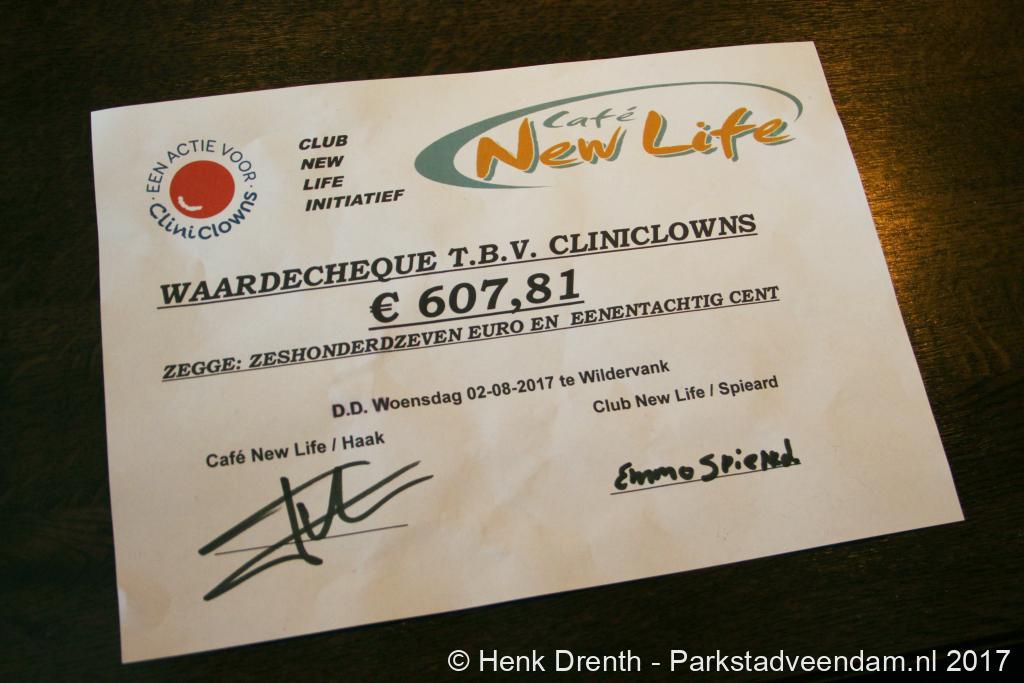 EEN ACTIE VOOR
CliniClowns
CLUB
NEW
LIFE
INITIATIEF
Café
New Life
WAARDECHEQUE T.B.V. CLINICLOWNS
€ 607,81
ZEGGE: ZESHONDERDZEVEN EURO EN EENENTACHTIG CENT
D.D. Woensdag 02-08-2017 te Wildervank
Café New Life / Haak
Club New Life / Spieard
Emmo Spieard
© Henk Drenth - Parkstadveendam.nl 2017